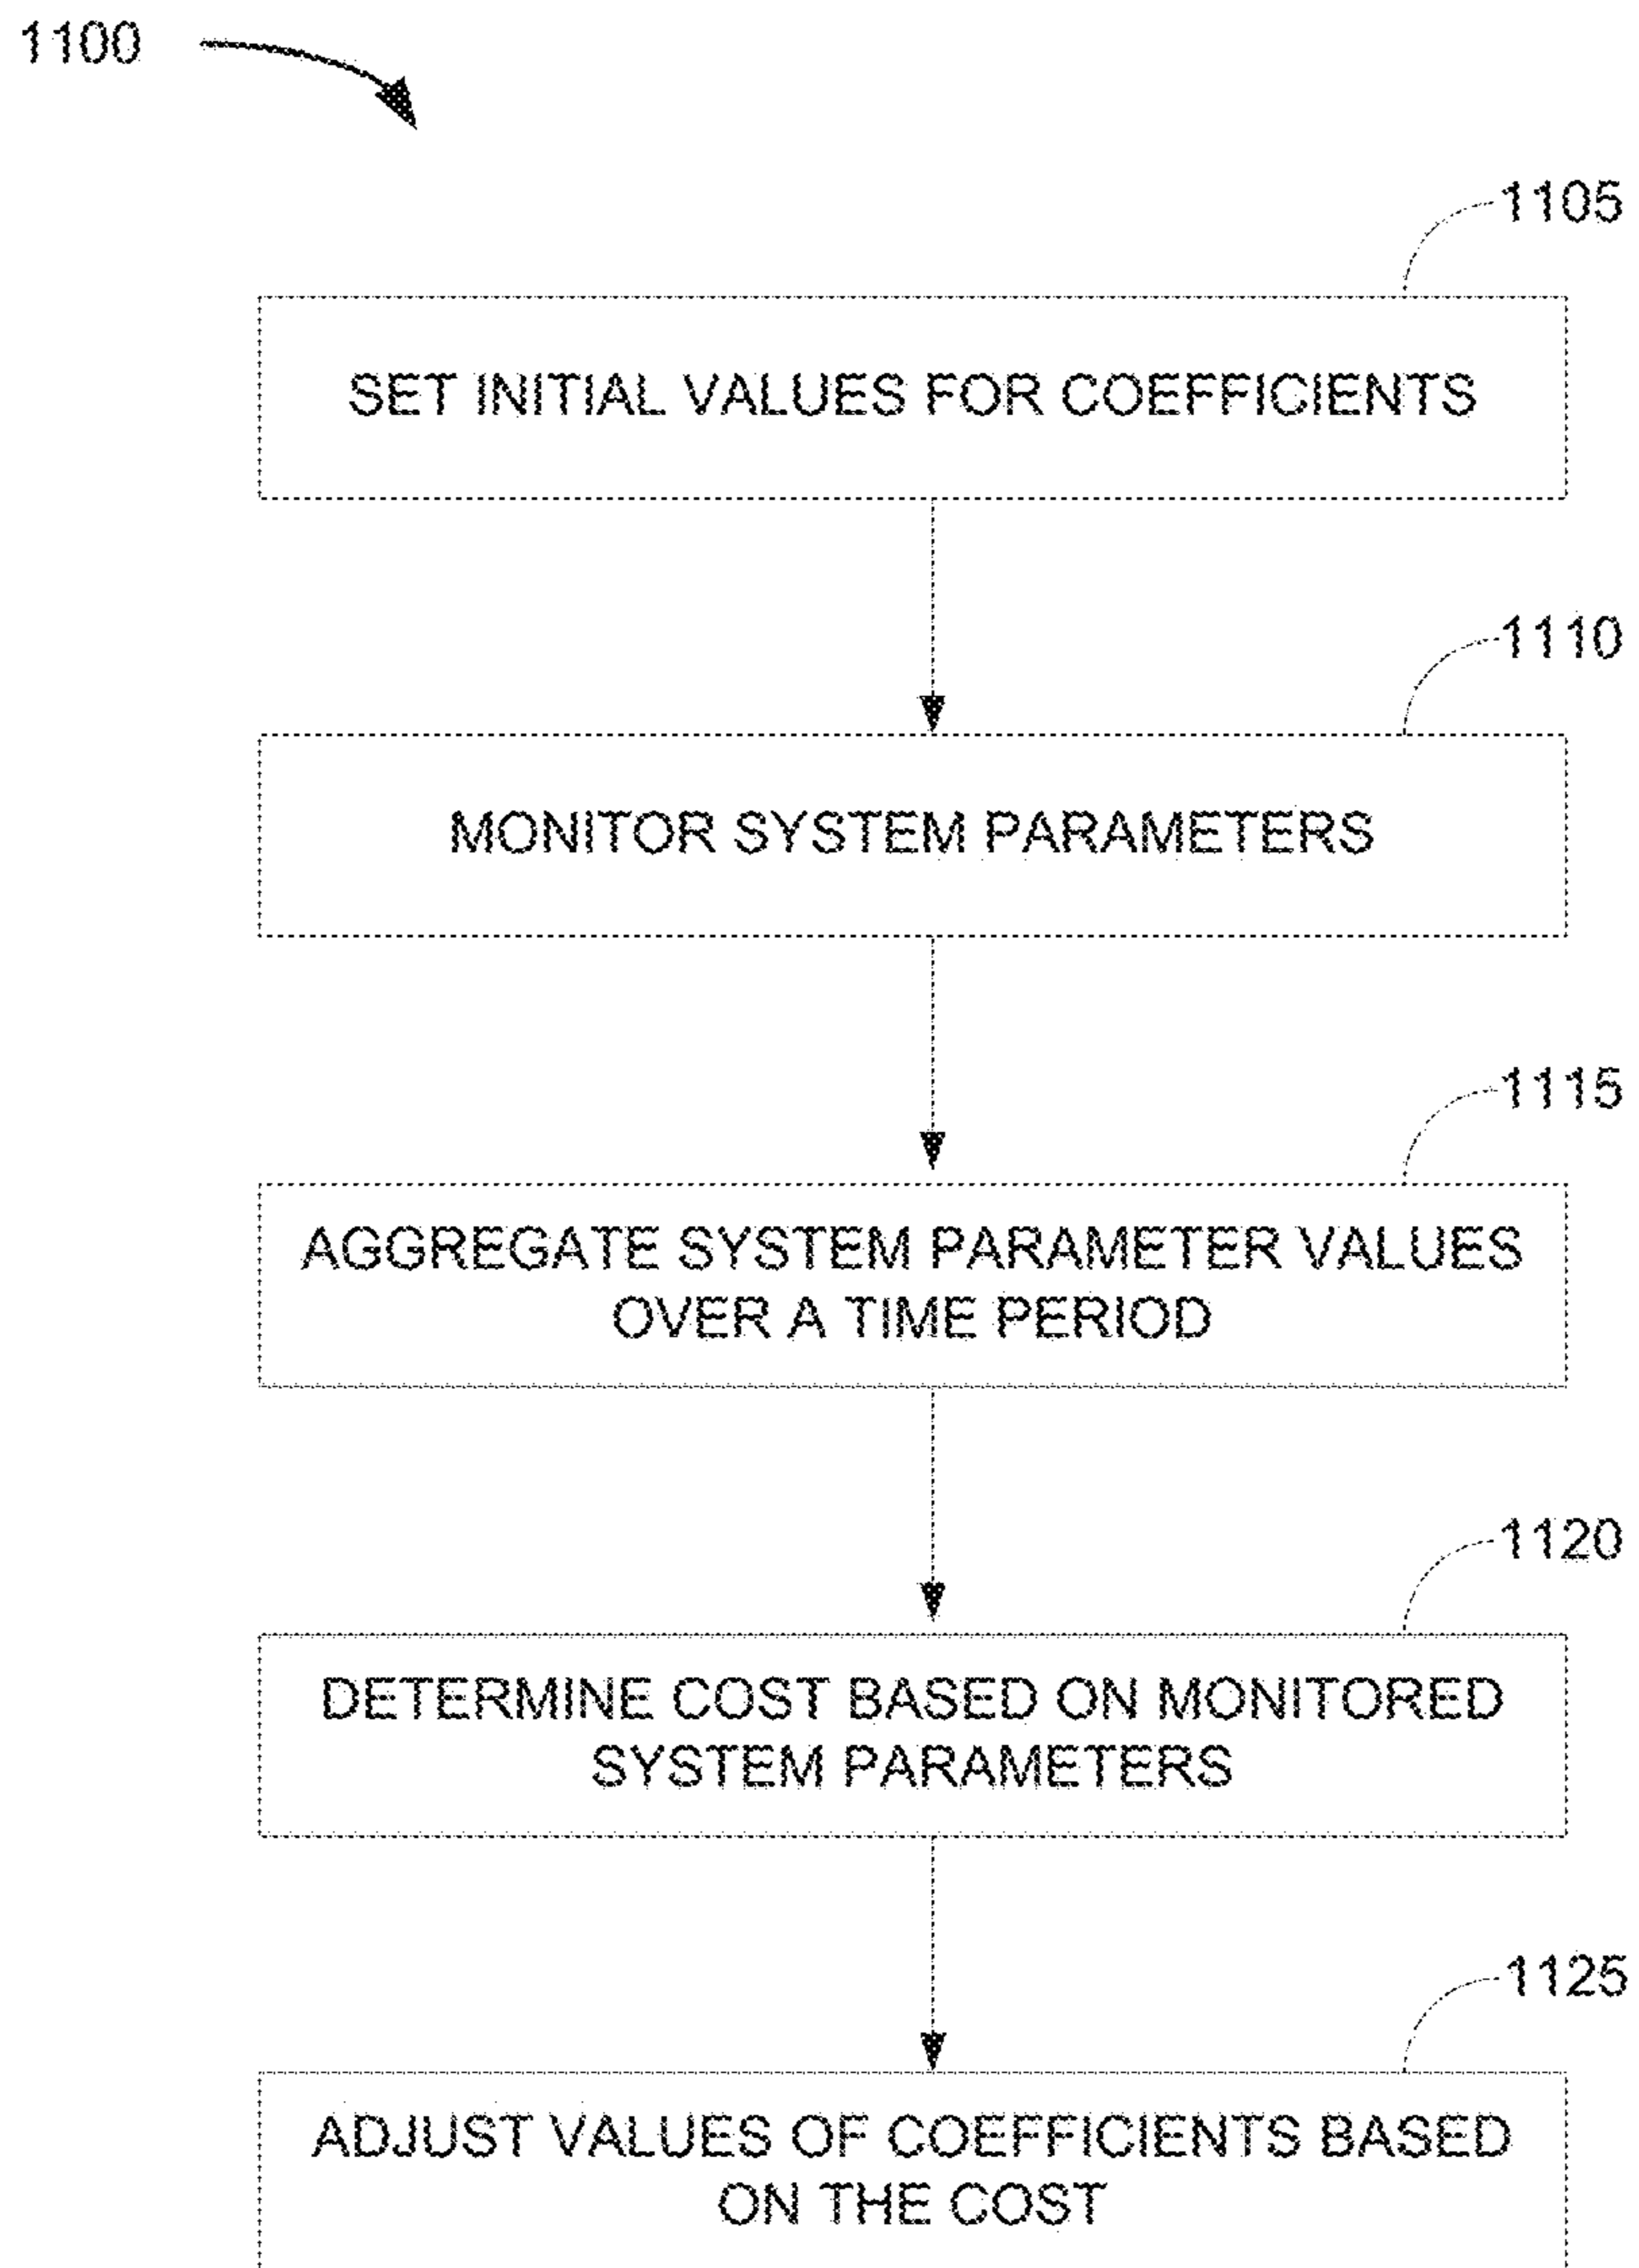 1100
1105
SET INITIAL VALUES FOR COEFFICIENTS
1110
MONITOR SYSTEM PARAMETERS
1115
AGGREGATE SYSTEM PARAMETER VALUES
OVER A TIME PERIOD
1120
DETERMINE COST BASED ON MONITORED
SYSTEM PARAMETERS
1125
ADJUST VALUES OF COEFFICIENTS BASED
ON THE COST